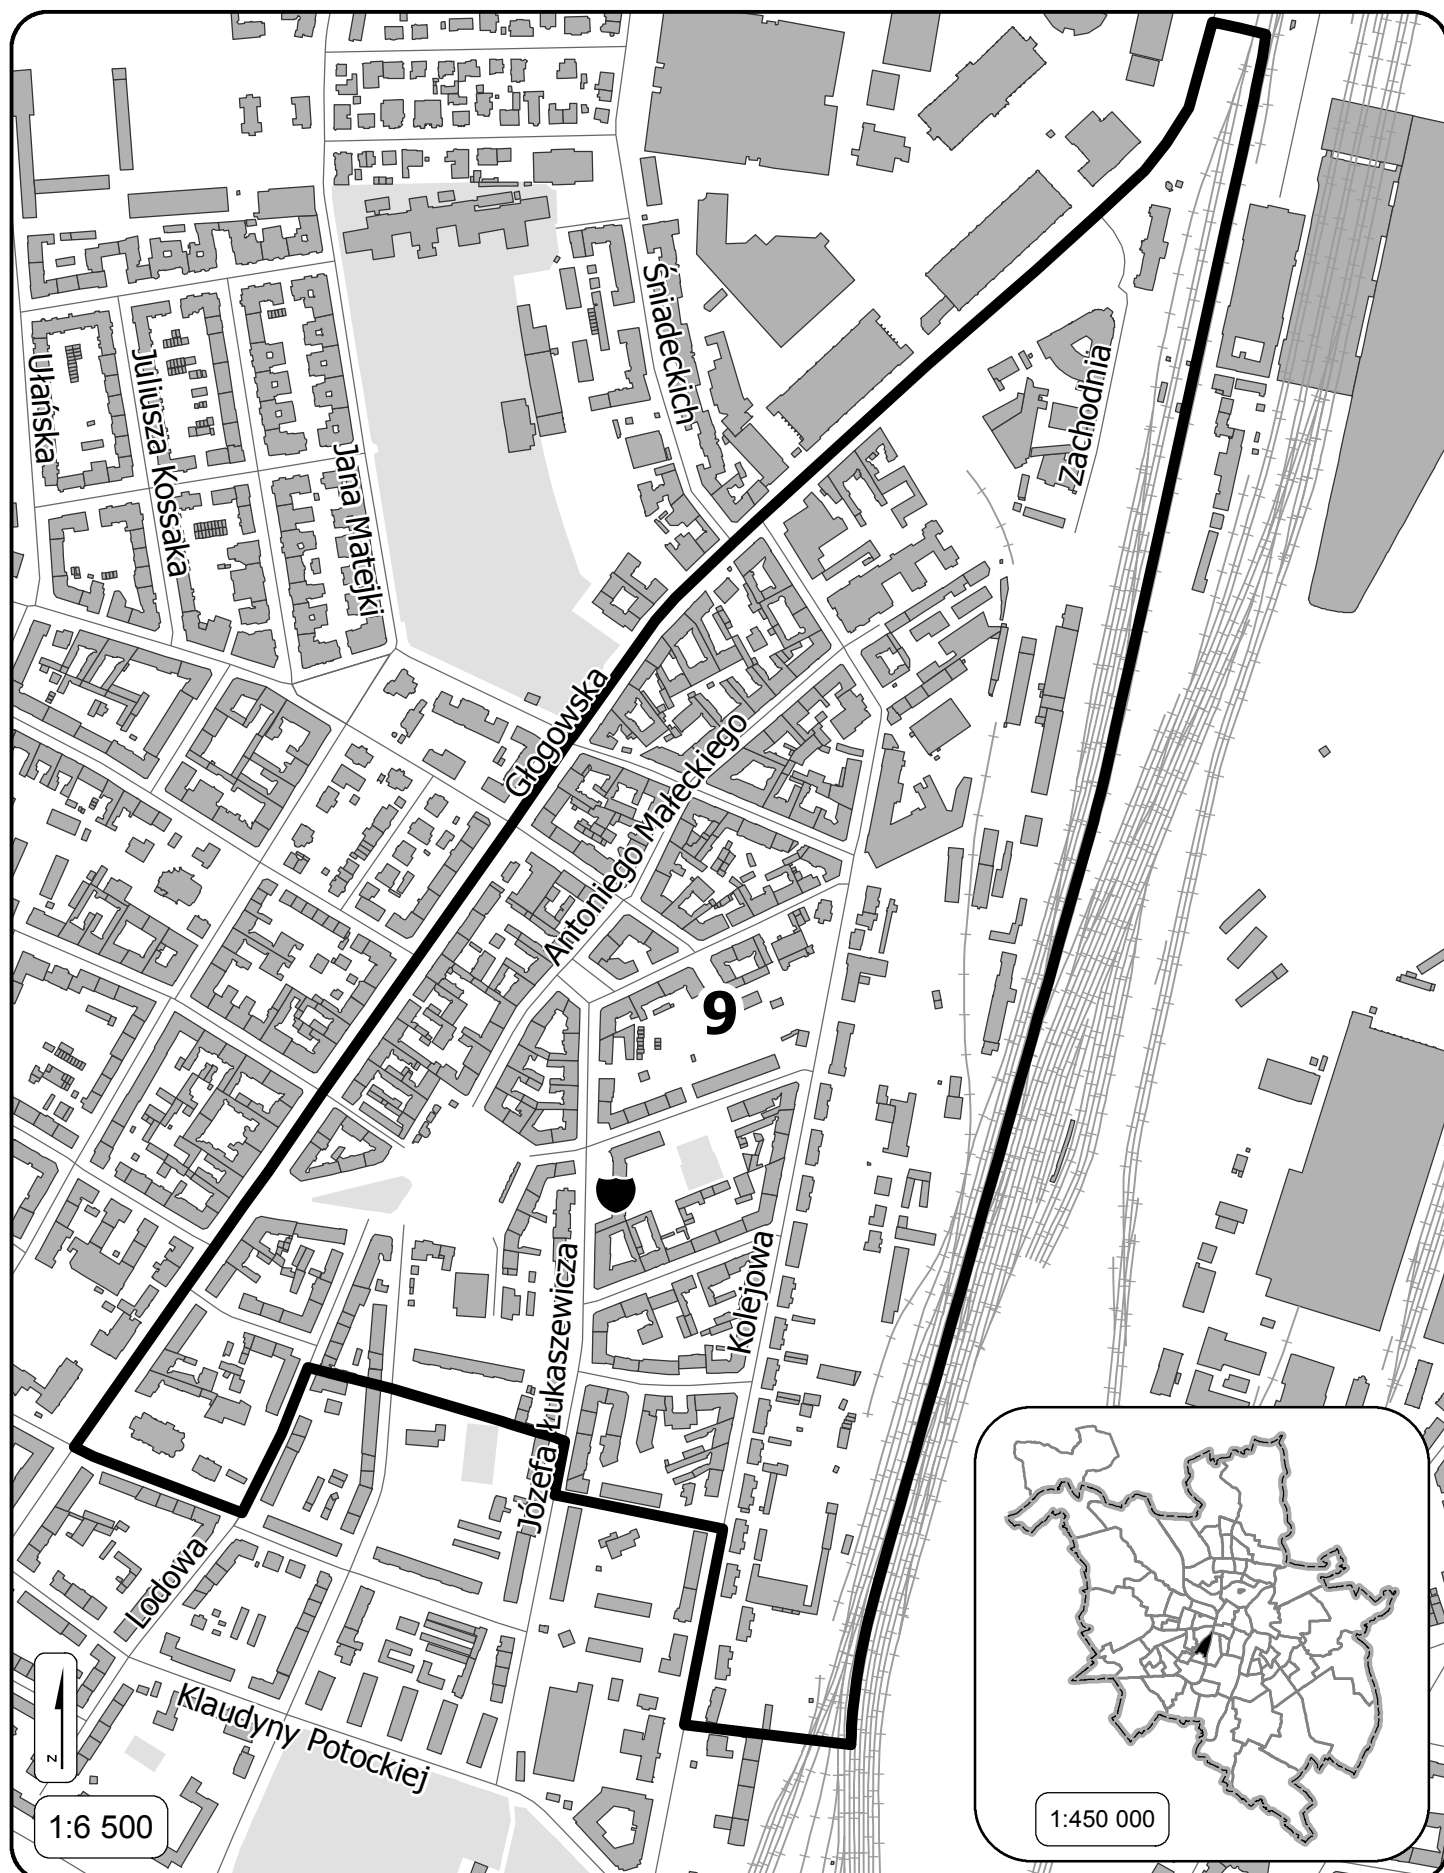 Śniadeckich
Ułańska
Juliusza Kossaka
Jana Matejki
Zachodnia
Głogowska
Antoniego Małeckiego
9
Józefa Łukaszewicza
Kolejowa
Lodowa
Klaudyny Potockiej
N
1:6 500
1:450 000